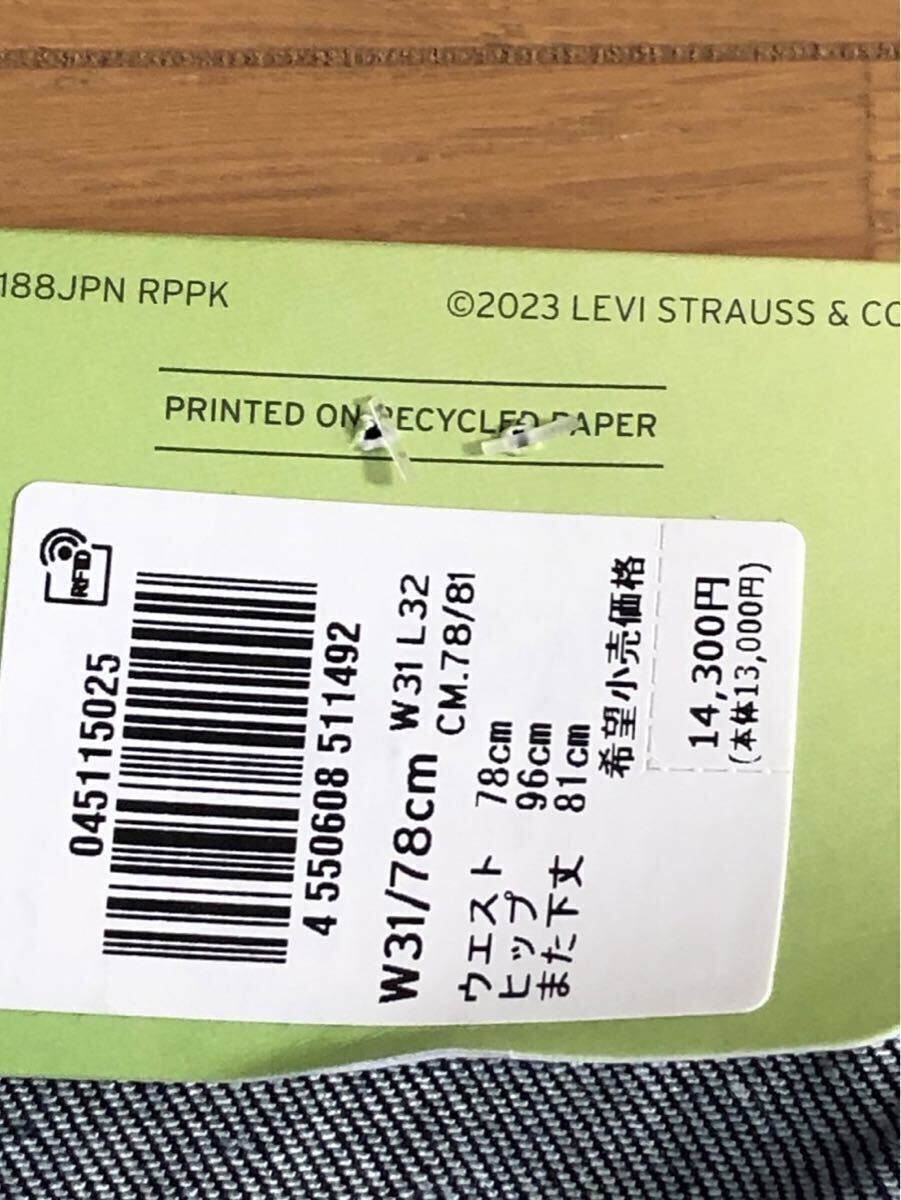 188JPN RPPK
©2023 LEVI STRAUSS & CO
PRINTED ON RECYCLED PAPER
RFID
045115025
4 550608 511492
W31/78cm W31 L32
CM.78/81
ウエスト 78cm
ヒップ 96cm
また下丈 81cm
希望小売価格
14,300円
(本体13,000円)